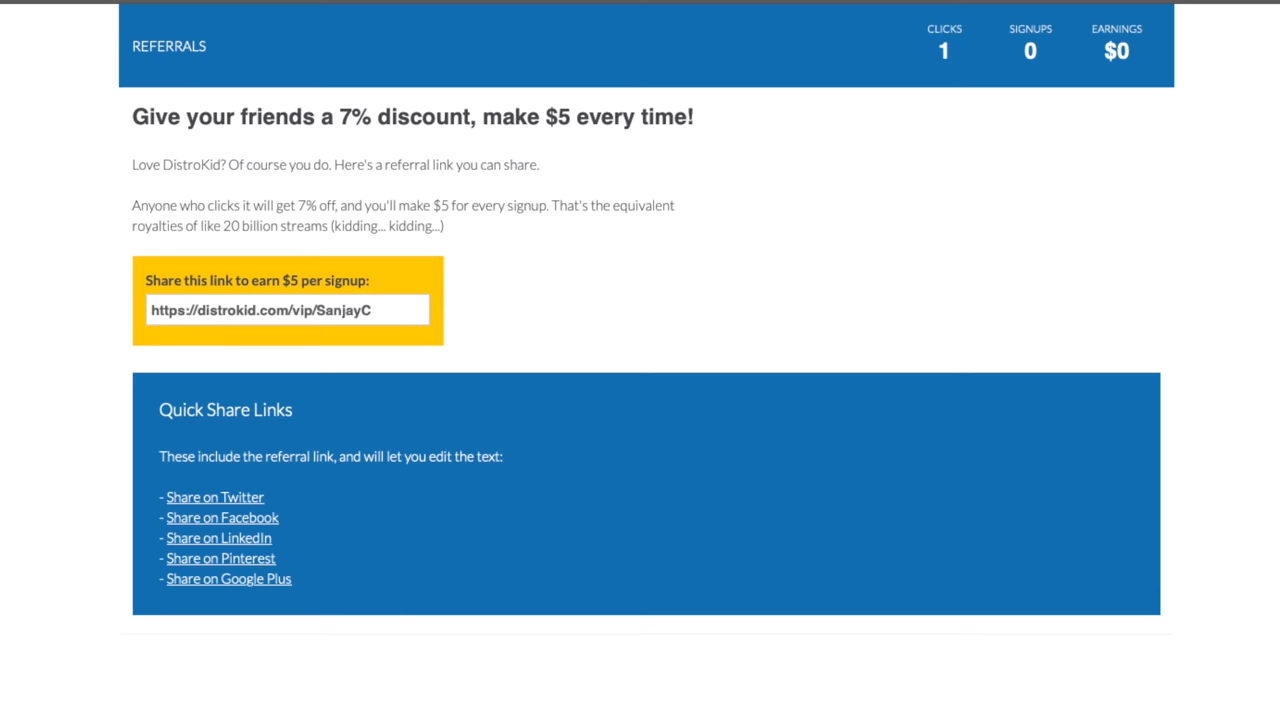 REFERRALS
CLICKS
1
SIGNUPS
0
EARNINGS
$0
Give your friends a 7% discount, make $5 every time!
Love DistroKid? Of course you do. Here's a referral link you can share.
Anyone who clicks it will get 7% off, and you'll make $5 for every signup. That's the equivalent
royalties of like 20 billion streams (kidding... kidding...)
Share this link to earn $5 per signup:
https://distrokid.com/vip/SanjayC
Quick Share Links
These include the referral link, and will let you edit the text:
- Share on Twitter
- Share on Facebook
- Share on LinkedIn
- Share on Pinterest
- Share on Google Plus